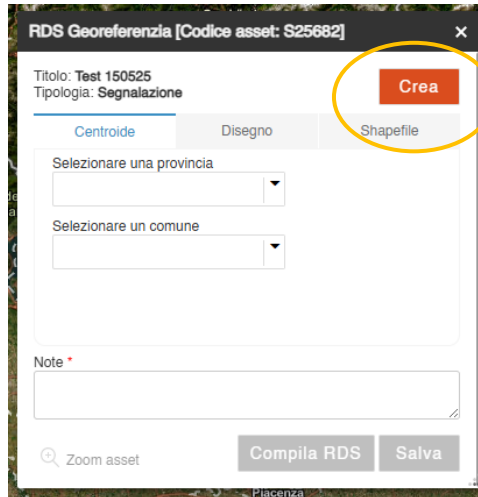 RDS Georeferenzia [Codice asset: S25682] ×
Titolo: Test 150525
Tipologia: Segnalazione
Crea
Centroide Disegno Shapefile
Selezionare una provincia
Selezionare un comune
Note *
Zoom asset Compila RDS Salva
Piacenza